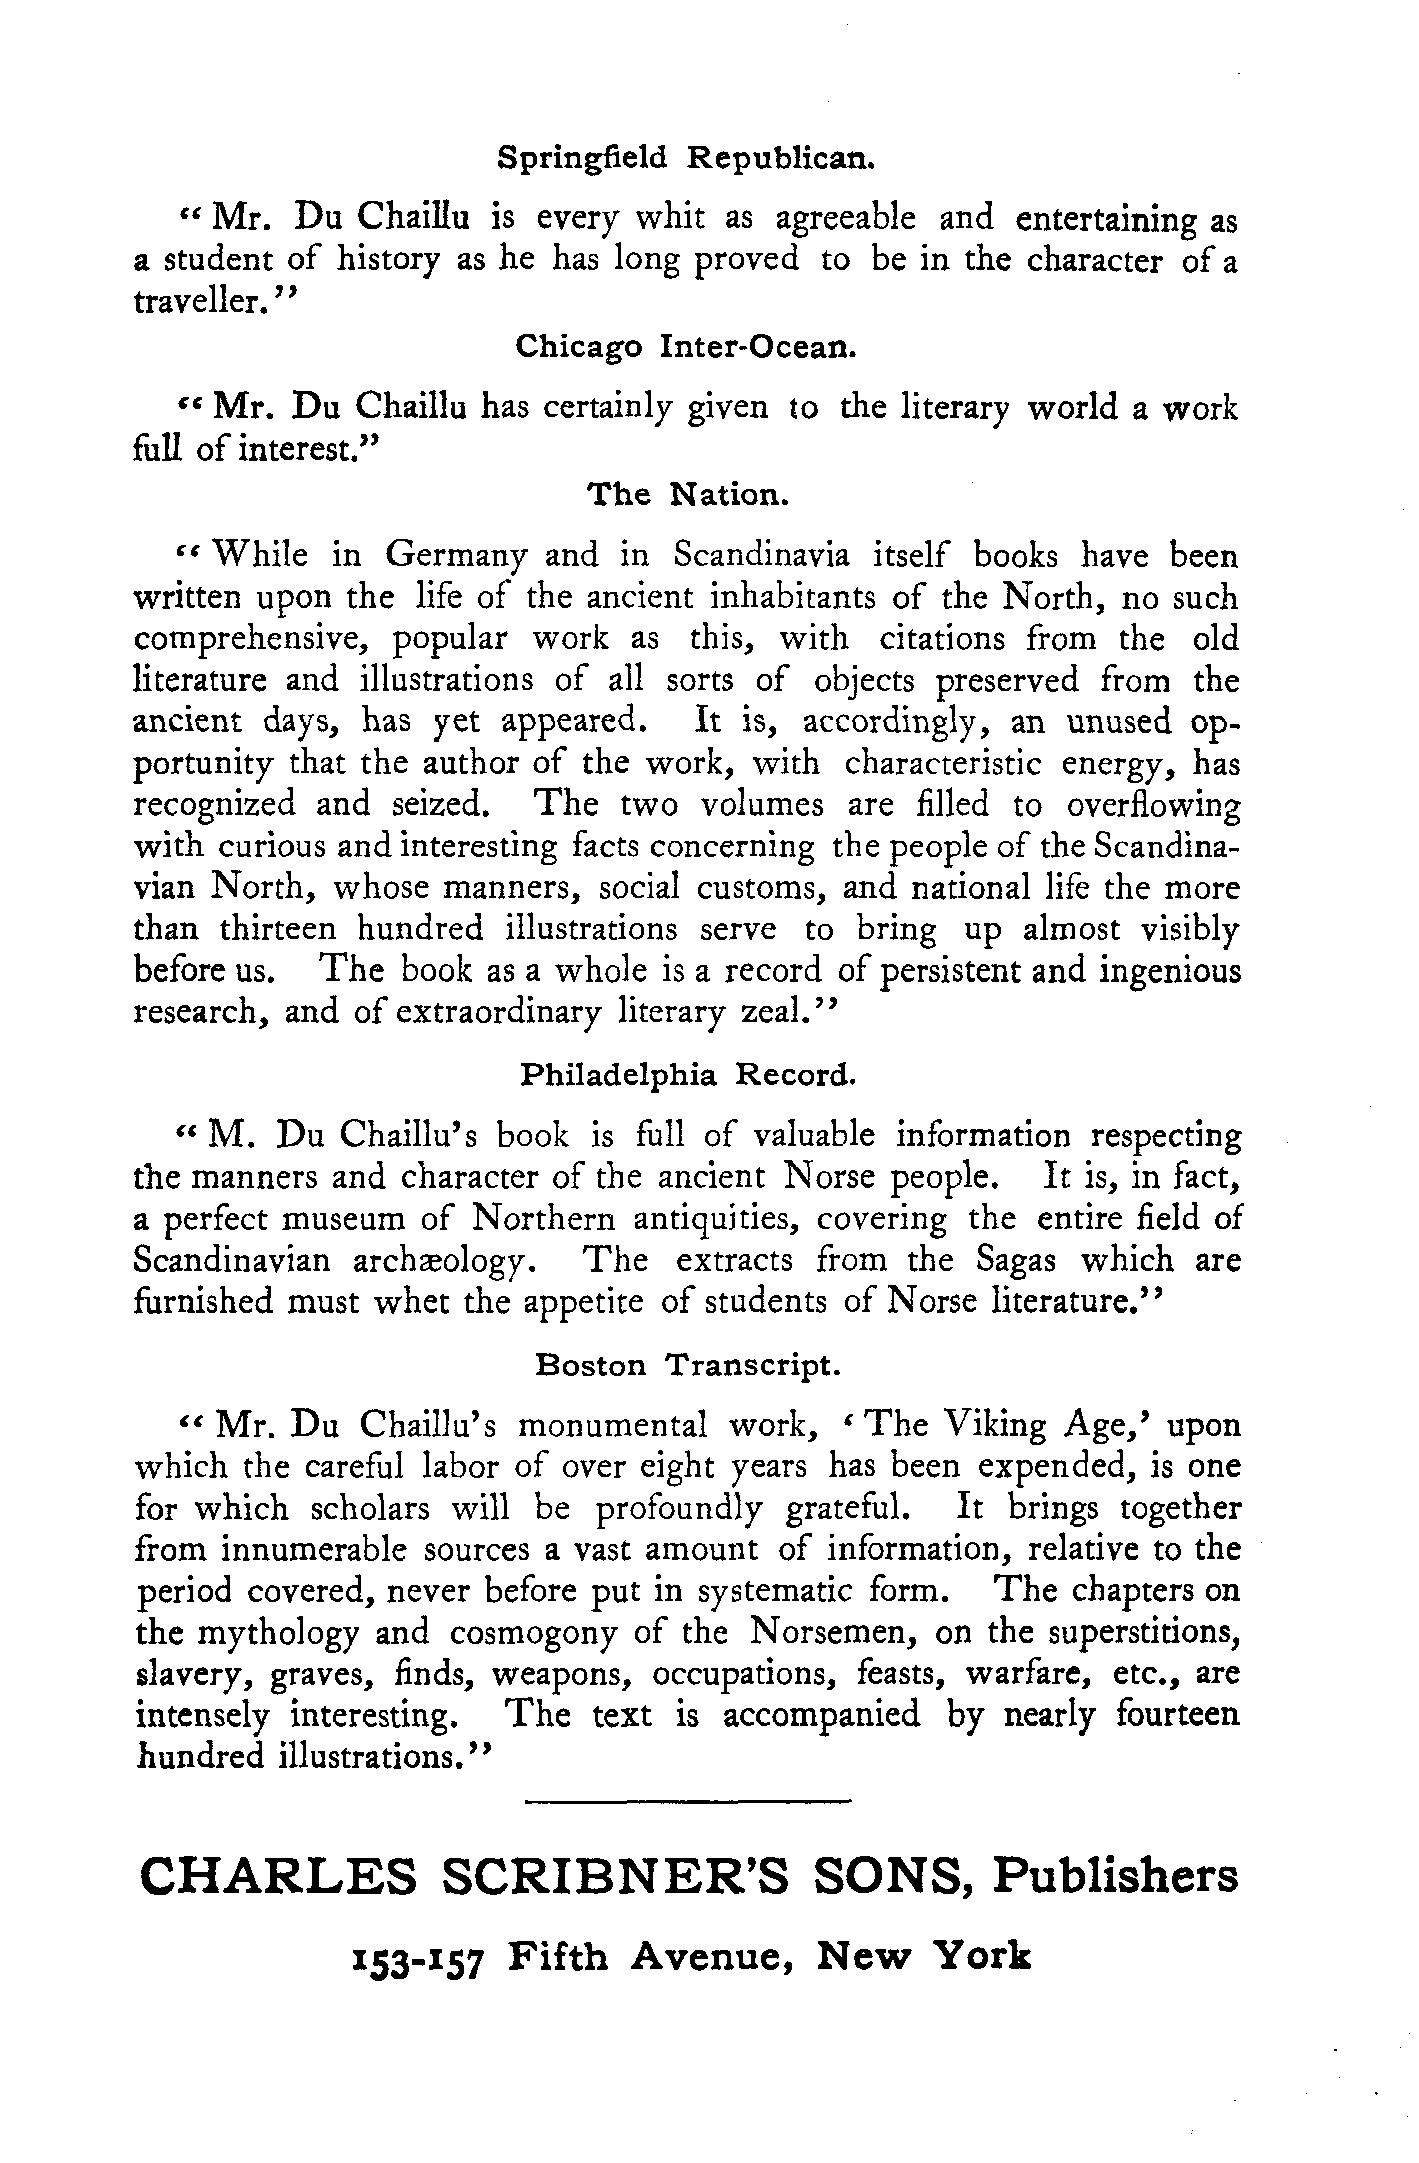 Springfield Republican.
“Mr. Du Chaillu is every whit as agreeable and entertaining as
a student of history as he has long proved to be in the character of a
traveller.”
Chicago Inter-Ocean.
“Mr. Du Chaillu has certainly given to the literary world a work
full of interest.”
The Nation.
“While in Germany and in Scandinavia itself books have been
written upon the life of the ancient inhabitants of the North, no such
comprehensive, popular work as this, with citations from the old
literature and illustrations of all sorts of objects preserved from the
ancient days, has yet appeared. It is, accordingly, an unused op-
portunity that the author of the work, with characteristic energy, has
recognized and seized. The two volumes are filled to overflowing
with curious and interesting facts concerning the people of the Scandina-
vian North, whose manners, social customs, and national life the more
than thirteen hundred illustrations serve to bring up almost visibly
before us. The book as a whole is a record of persistent and ingenious
research, and of extraordinary literary zeal.”
Philadelphia Record.
“M. Du Chaillu’s book is full of valuable information respecting
the manners and character of the ancient Norse people. It is, in fact,
a perfect museum of Northern antiquities, covering the entire field of
Scandinavian archæology. The extracts from the Sagas which are
furnished must whet the appetite of students of Norse literature.”
Boston Transcript.
“Mr. Du Chaillu’s monumental work, ‘The Viking Age,’ upon
which the careful labor of over eight years has been expended, is one
for which scholars will be profoundly grateful. It brings together
from innumerable sources a vast amount of information, relative to the
period covered, never before put in systematic form. The chapters on
the mythology and cosmogony of the Norsemen, on the superstitions,
slavery, graves, finds, weapons, occupations, feasts, warfare, etc., are
intensely interesting. The text is accompanied by nearly fourteen
hundred illustrations.”
CHARLES SCRIBNER’S SONS, Publishers
153-157 Fifth Avenue, New York